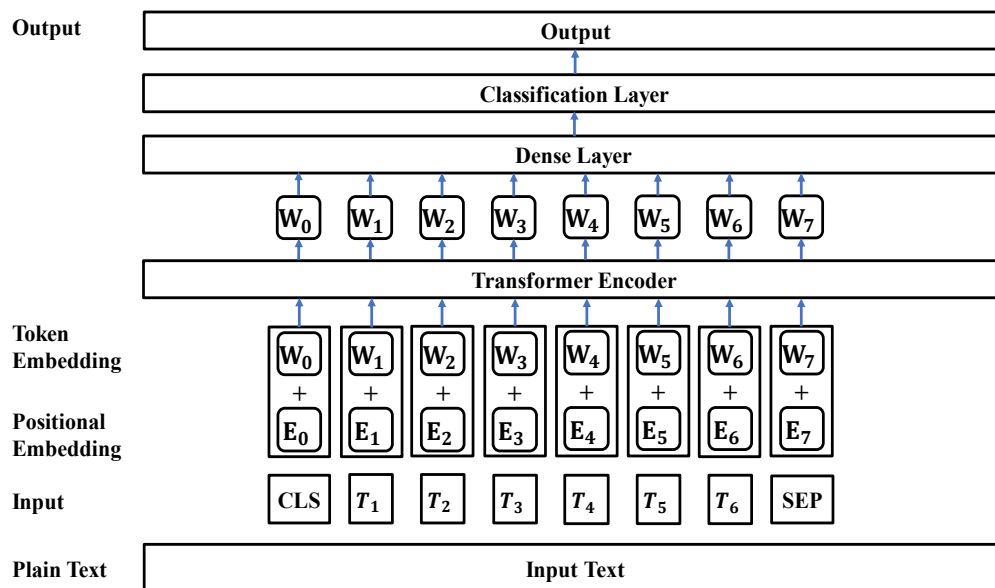 Output Output
Classification Layer
Dense Layer
W₀ W₁ W₂ W₃ W₄ W₅ W₆ W₇
Transformer Encoder
Token
Embedding
W₀ W₁ W₂ W₃ W₄ W₅ W₆ W₇
+ + + + + + + +
Positional
Embedding
E₀ E₁ E₂ E₃ E₄ E₅ E₆ E₇
Input CLS T₁ T₂ T₃ T₄ T₅ T₆ SEP
Plain Text Input Text